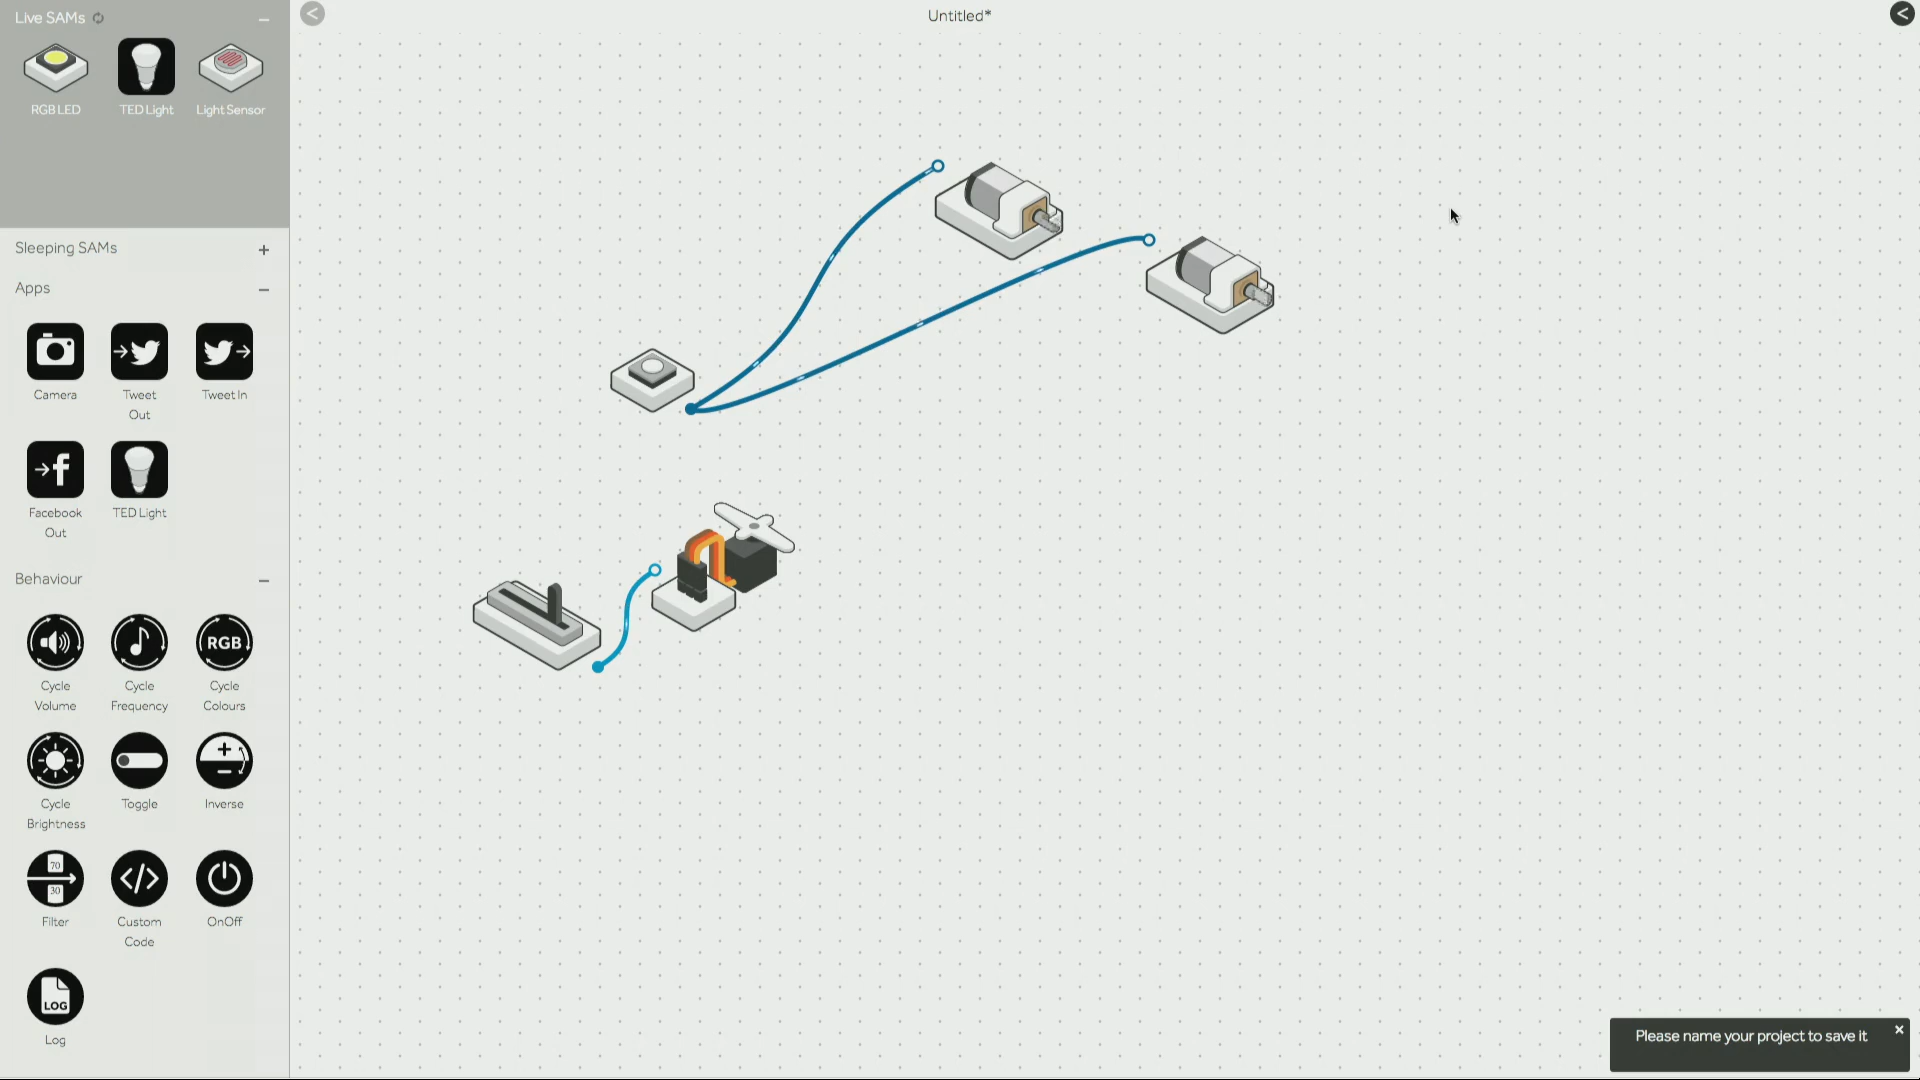 Live SAMs
Untitled*
RGB LED
TED Light
Light Sensor
Sleeping SAMs
Apps
Camera
Tweet
Out
Tweet In
Facebook
Out
TED Light
Behaviour
RGB
Cycle
Volume
Cycle
Frequency
Cycle
Colours
Cycle
Brightness
Toggle
Inverse
70
30
Filter
Custom
Code
OnOff
LOG
Log
Please name your project to save it